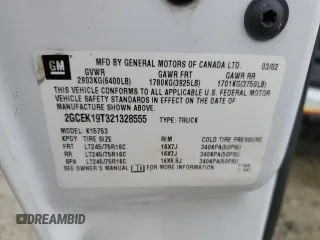 GM
MFD BY GENERAL MOTORS OF CANADA LTD. 03/02
GVWR GAWR FRT GAWR RR
2903KG(6400LB) 1780KG(3925LB) 1701KG(3750LB)
THIS VEHICLE CONFORMS TO ALL APPLICABLE U.S. FEDERAL
MOTOR VEHICLE SAFETY STANDARDS IN EFFECT ON THE DATE
OF MANUFACTURE SHOWN ABOVE.
2GCEK19T321328555 TYPE: TRUCK
MODEL: K15753
KPQY TIRE SIZE RIM COLD TIRE PRESSURE
FRT LT245/75R16C 16X7J 340KPA(50PSI)
RR LT245/75R16C 16X7J 340KPA(50PSI)
SPA LT245/75R16C 16X6.5J 340KPA(50PSI)
SEE OWNER'S MANUAL FOR MORE INFORMATION
DREAMBID